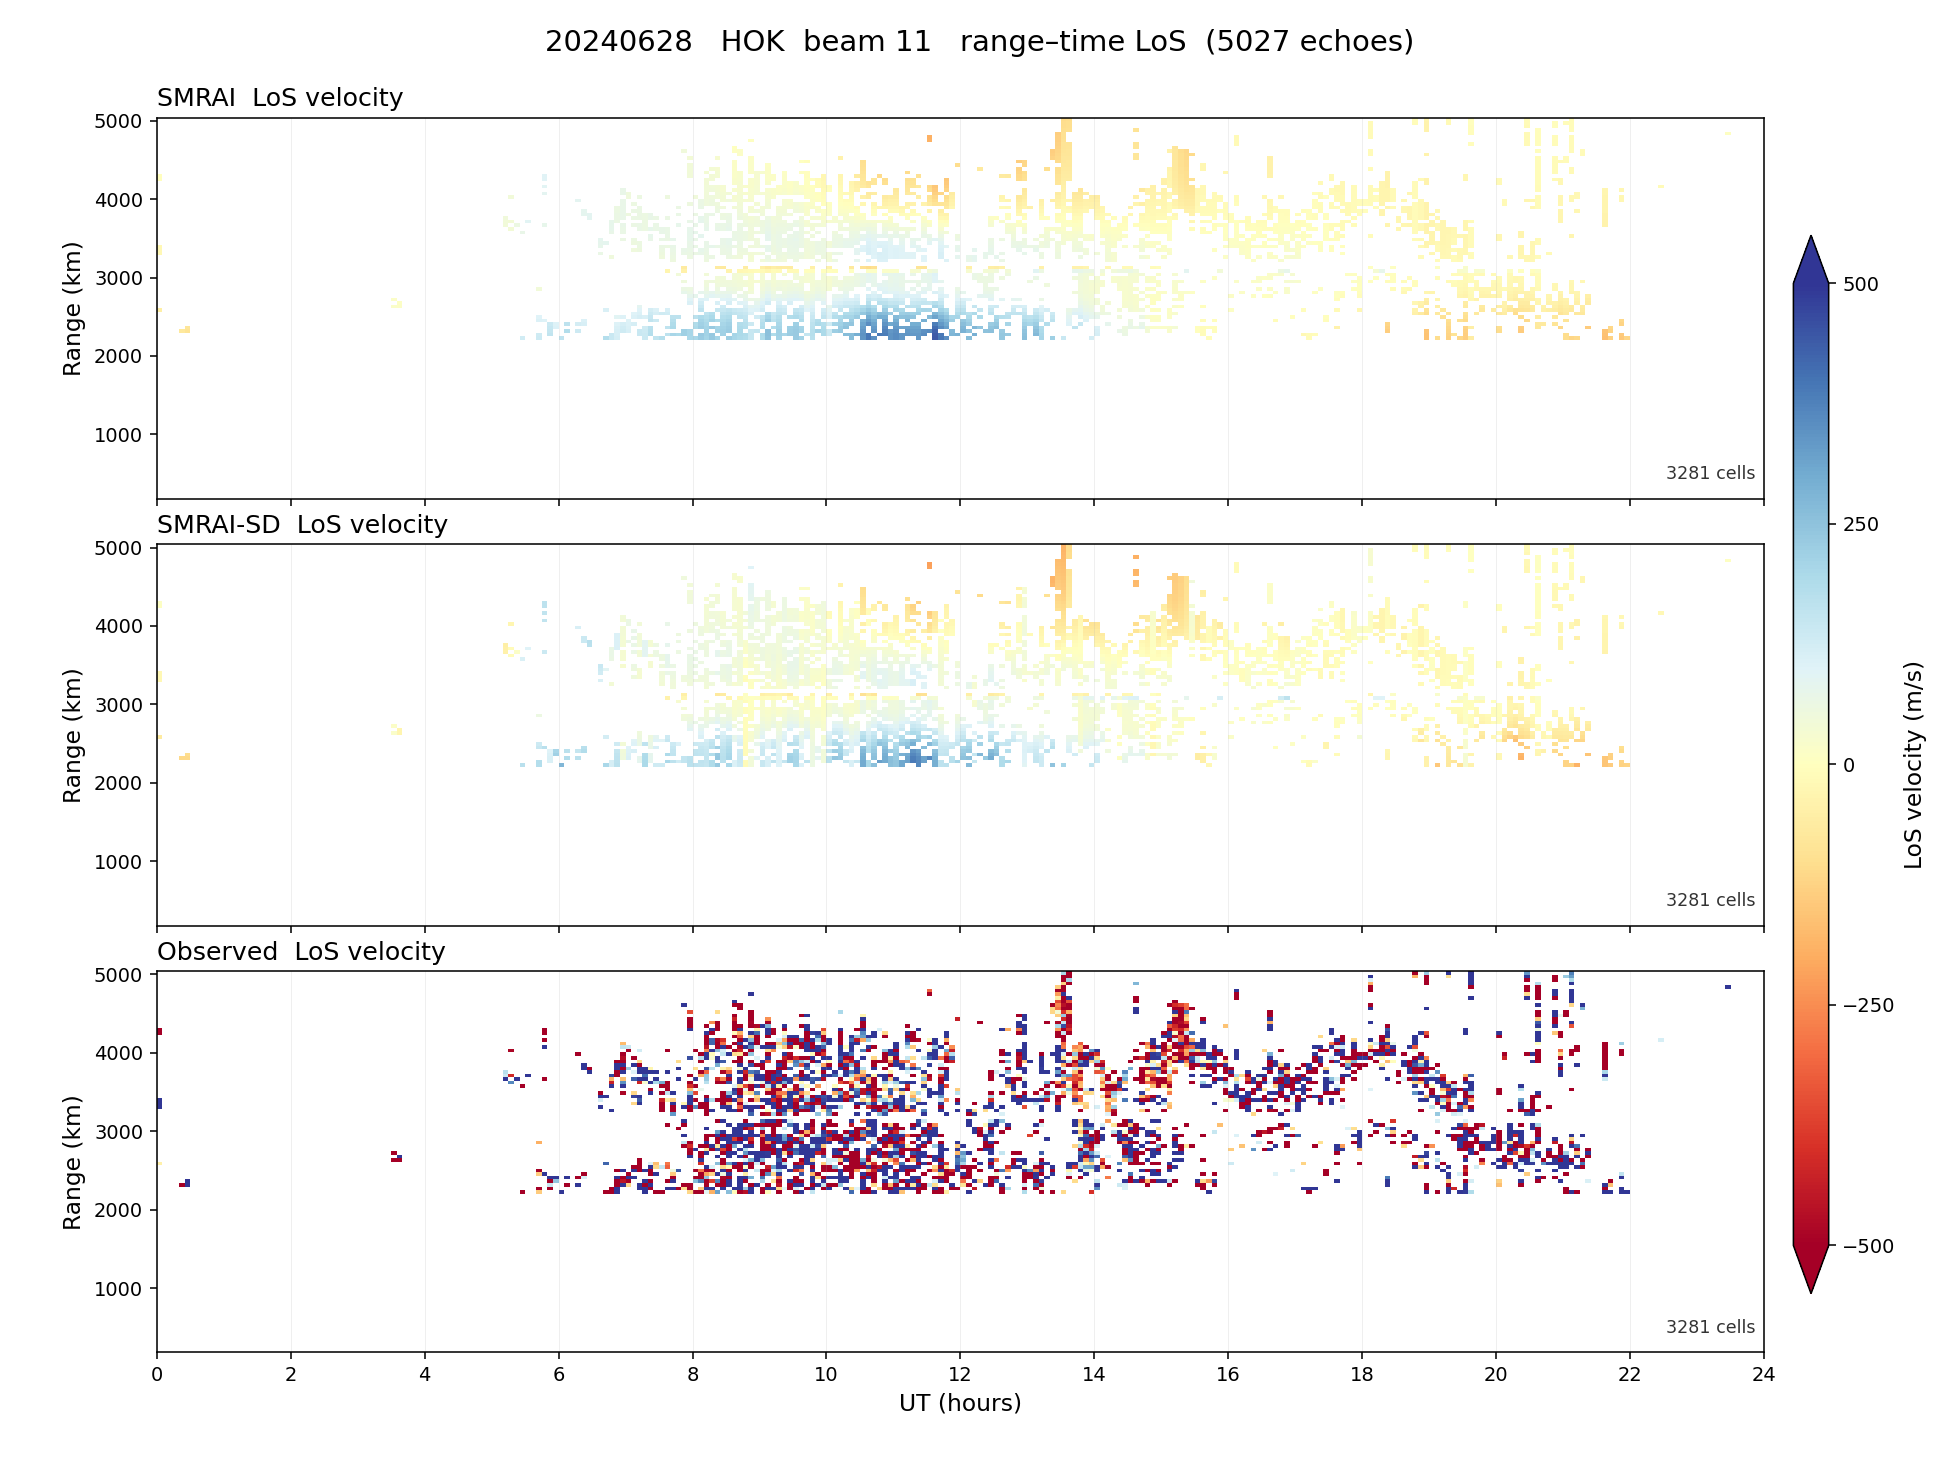 20240628   HOK  beam 11   range–time LoS  (5027 echoes)
SMRAI  LoS velocity
5000
4000
3000
2000
1000
Range (km)
3281 cells
SMRAI-SD  LoS velocity
5000
4000
3000
2000
1000
Range (km)
3281 cells
Observed  LoS velocity
5000
4000
3000
2000
1000
Range (km)
3281 cells
0 2 4 6 8 10 12 14 16 18 20 22 24
UT (hours)
500
250
0
−250
−500
LoS velocity (m/s)